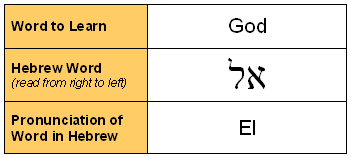 Word to Learn
God
Hebrew Word
(read from right to left)
אל
Pronunciation of
Word in Hebrew
El